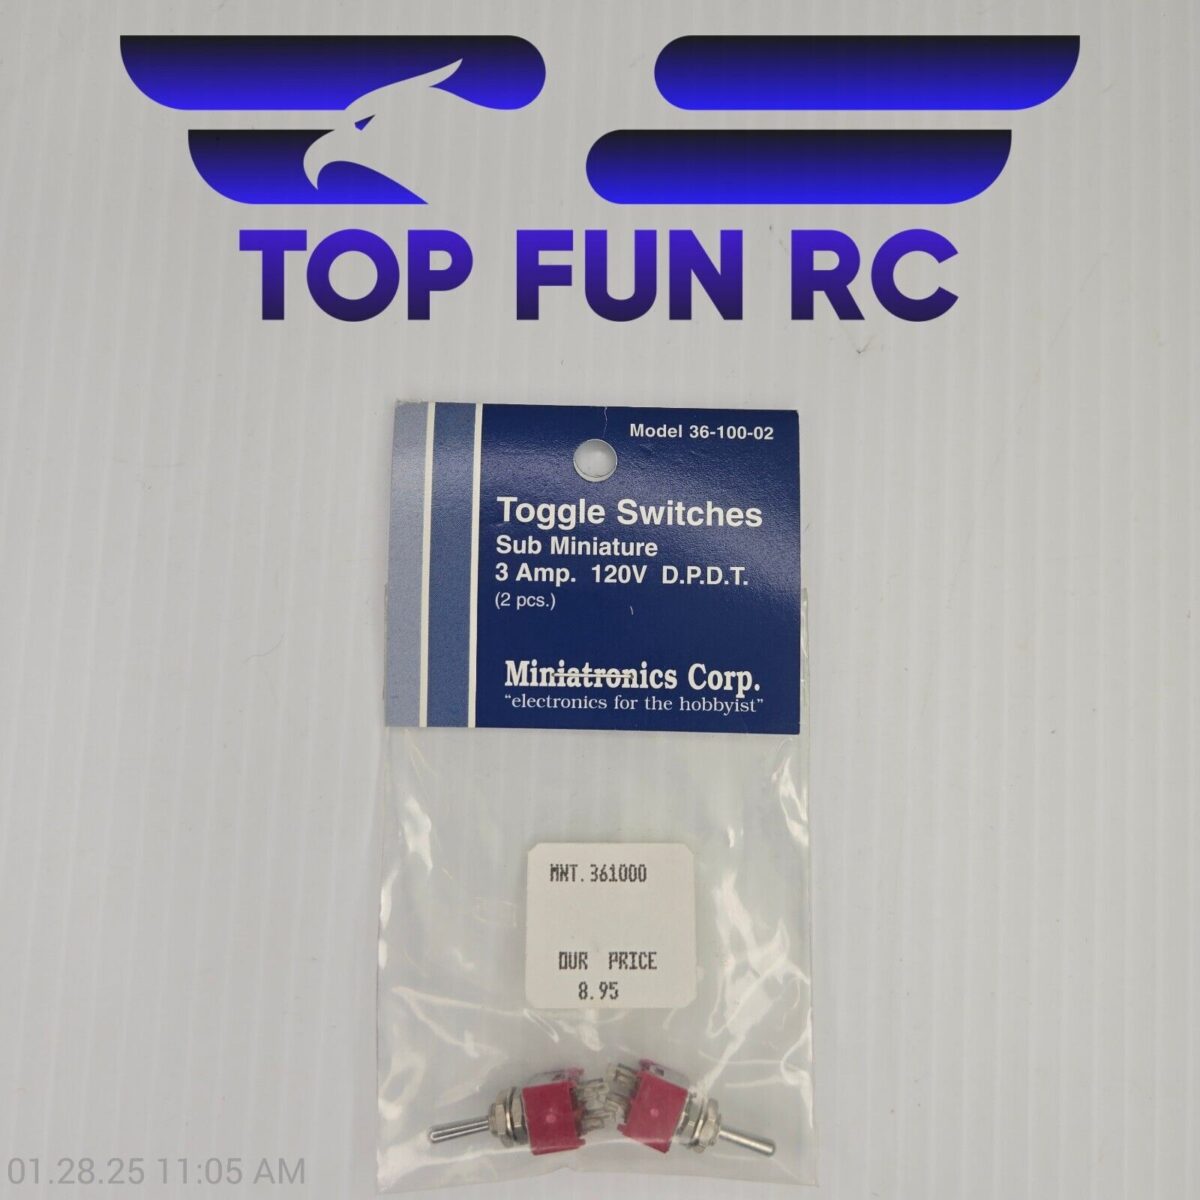 TOP FUN RC
Model 36-100-02
Toggle Switches
Sub Miniature
3 Amp. 120V D.P.D.T.
(2 pcs.)
Miniatronics Corp.
"electronics for the hobbyist"
MNT.361000
OUR PRICE
8.95
01.28.25 11:05 AM